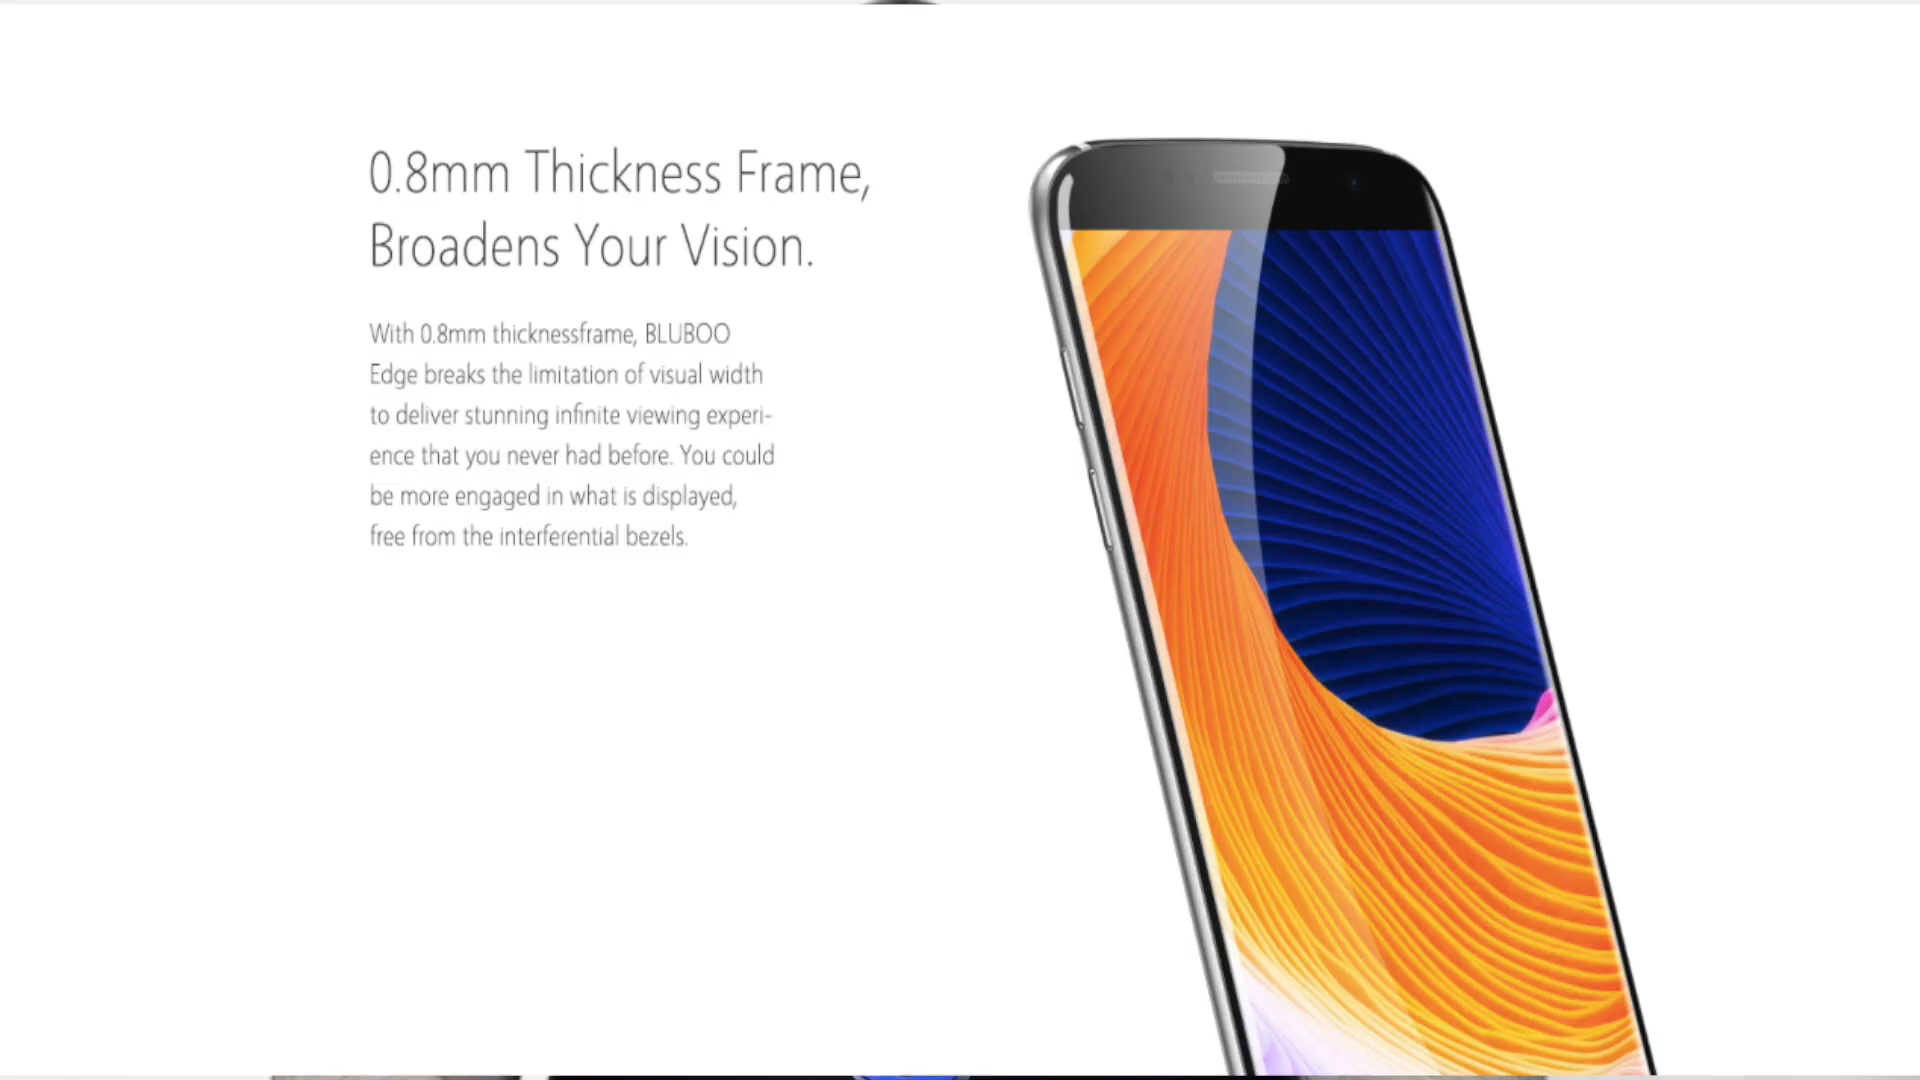 0.8mm Thickness Frame,
Broadens Your Vision.
With 0.8mm thicknessframe, BLUBOO
Edge breaks the limitation of visual width
to deliver stunning infinite viewing experi-
ence that you never had before. You could
be more engaged in what is displayed,
free from the interferential bezels.